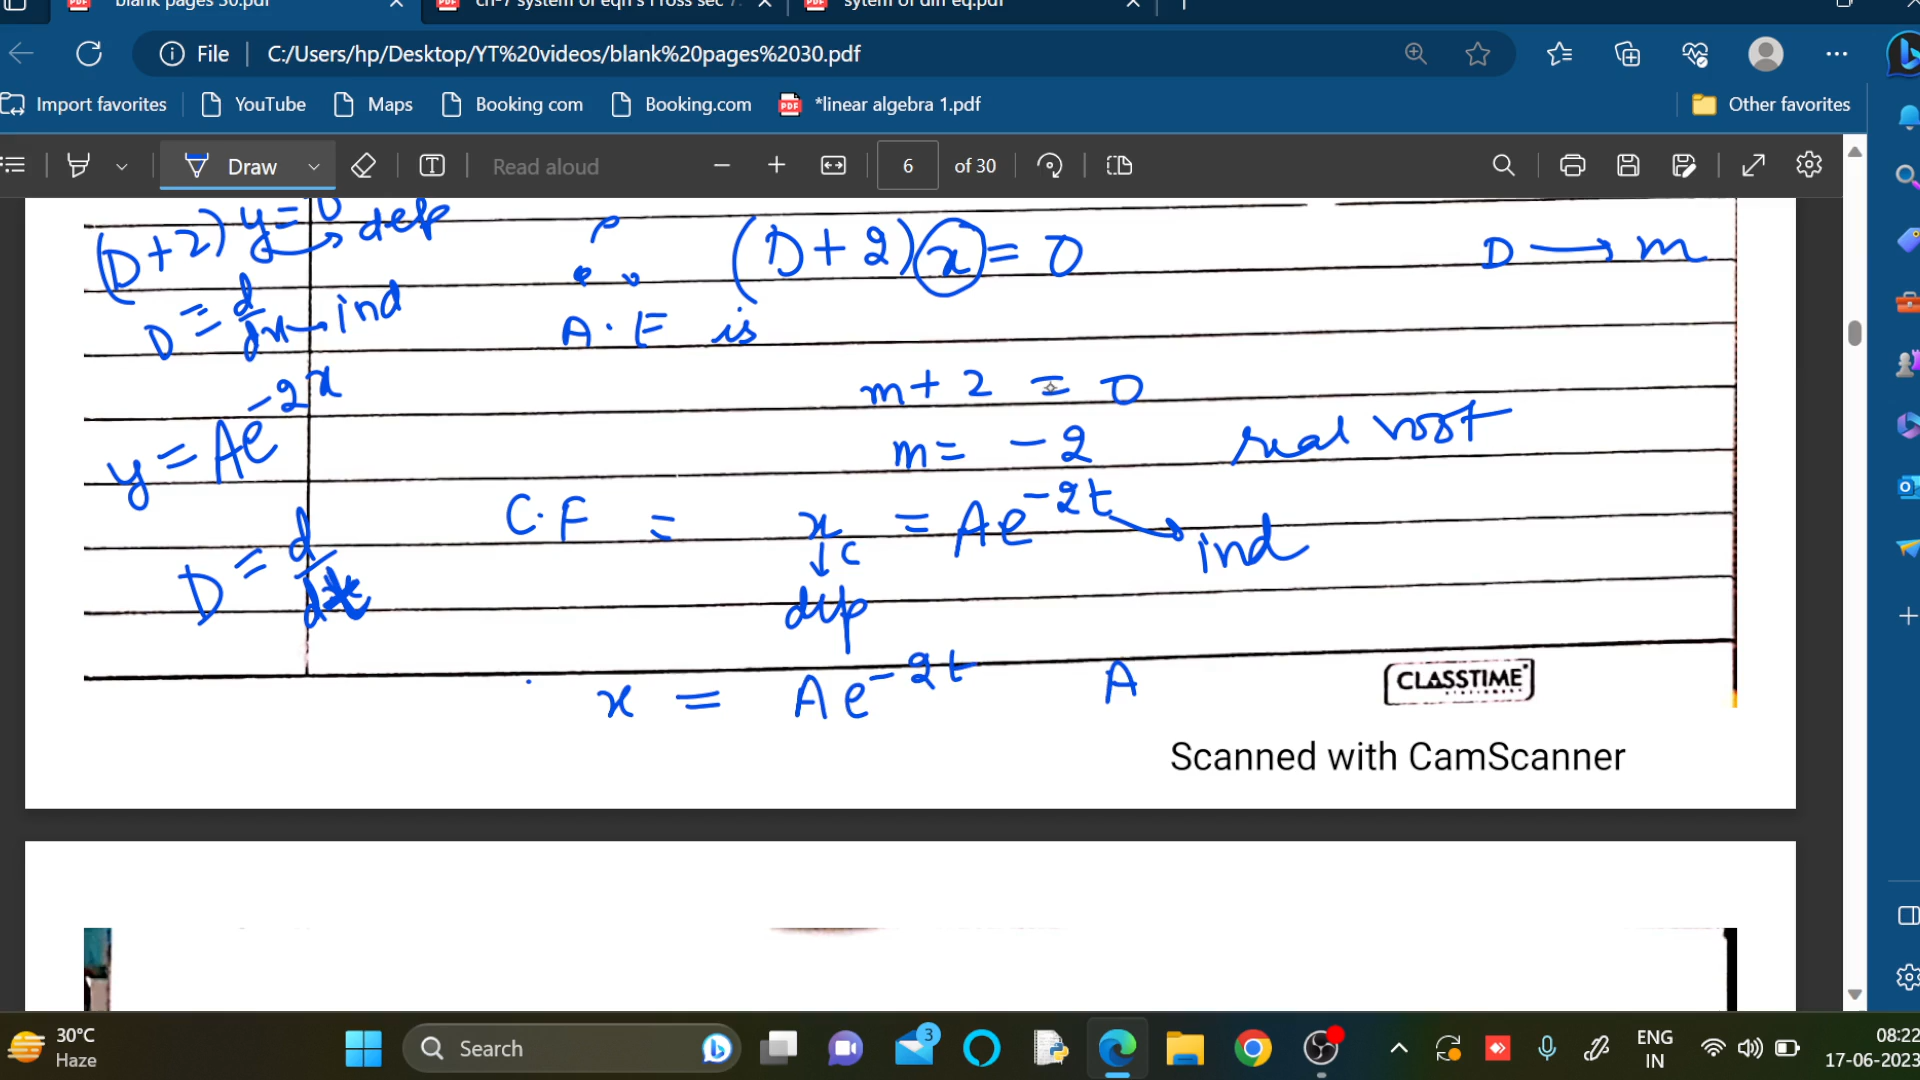 blank pages 30.pdf
ch-7 system of eqn's
sytem of dif eq.pdf
File
C:/Users/hp/Desktop/YT%20videos/blank%20pages%2030.pdf
Import favorites
YouTube
Maps
Booking com
Booking.com
*linear algebra 1.pdf
Other favorites
Draw
Read aloud
6
of 30
(D+2) y=0 dep
(D+2)x = 0
D → m
D = d/dx → ind
A.E is
m+2 = 0
y = Ae^-2x
m = -2 real root
C.F = x_c = Ae^-2t → ind
D = d/dt
dep
∴ x = Ae^-2t A
CLASSTIME
Scanned with CamScanner
30°C
Haze
Search
3
ENG
IN
08:22
17-06-2023